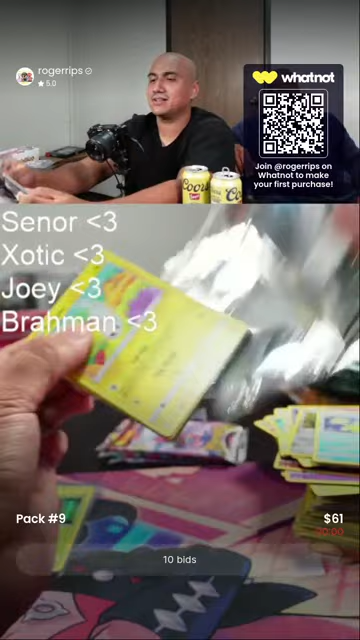 rogerrips
★5.0
whatnot
Join @rogerrips on
Whatnot to make
your first purchase!
Coors
Senor <3
Xotic <3
Joey <3
Brahman <3
Pack #9
$61
10 bids